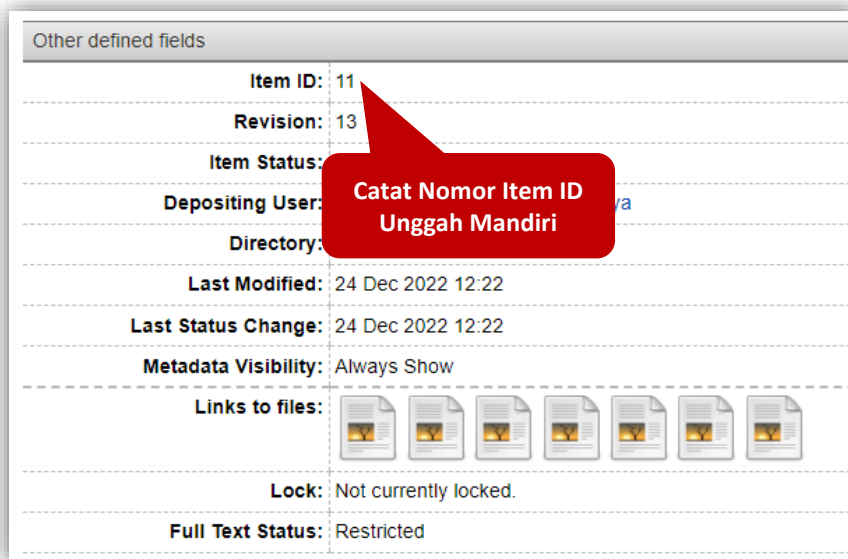 Other defined fields
Item ID: 11
Revision: 13
Item Status:
Catat Nomor Item ID
Unggah Mandiri
Depositing User:
Directory:
Last Modified: 24 Dec 2022 12:22
Last Status Change: 24 Dec 2022 12:22
Metadata Visibility: Always Show
Links to files:
Lock: Not currently locked.
Full Text Status: Restricted